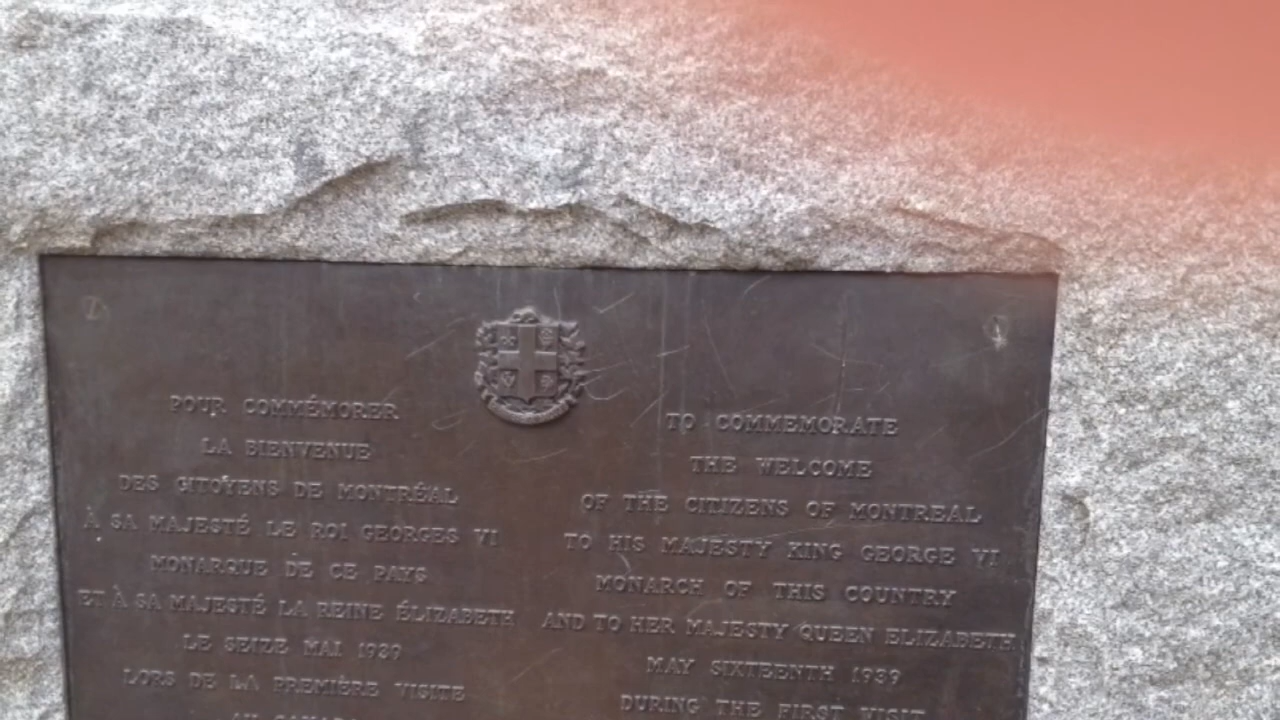 POUR COMMÉMORER
LA BIENVENUE
DES CITOYENS DE MONTRÉAL
À SA MAJESTÉ LE ROI GEORGES VI
MONARQUE DE CE PAYS
ET À SA MAJESTÉ LA REINE ÉLIZABETH
LE SEIZE MAI 1939
LORS DE LA PREMIÈRE VISITE
AU CANADA
TO COMMEMORATE
THE WELCOME
OF THE CITIZENS OF MONTREAL
TO HIS MAJESTY KING GEORGE VI
MONARCH OF THIS COUNTRY
AND TO HER MAJESTY QUEEN ELIZABETH
MAY SIXTEENTH 1939
DURING THE FIRST VISIT